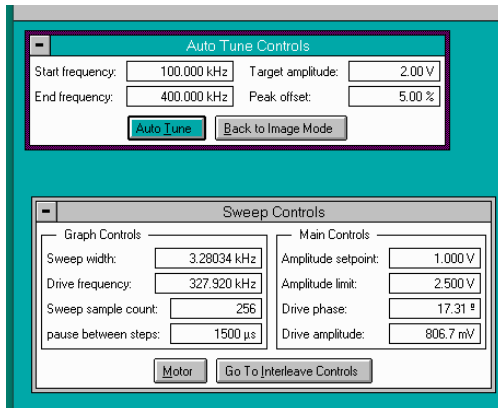 Auto Tune Controls
Start frequency: 100.000 kHz Target amplitude: 2.00 V
End frequency: 400.000 kHz Peak offset: 5.00 %
Auto Tune Back to Image Mode
Sweep Controls
Graph Controls Main Controls
Sweep width: 3.28034 kHz Amplitude setpoint: 1.000 V
Drive frequency: 327.920 kHz Amplitude limit: 2.500 V
Sweep sample count: 256 Drive phase: 17.31 º
pause between steps: 1500 µs Drive amplitude: 806.7 mV
Motor Go To Interleave Controls